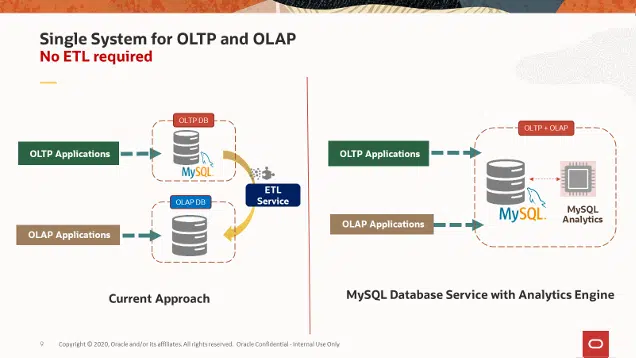 Single System for OLTP and OLAP
No ETL required
OLTP DB
OLTP Applications
MySQL
ETL
Service
OLAP DB
OLAP Applications
Current Approach
OLTP + OLAP
OLTP Applications
MySQL
MySQL
Analytics
OLAP Applications
MySQL Database Service with Analytics Engine
9 Copyright © 2020, Oracle and/or its affiliates. All rights reserved. Oracle Confidential - Internal Use Only